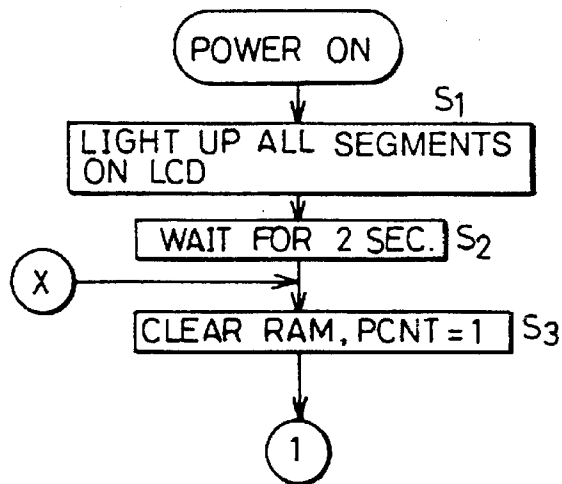 POWER ON
S1
LIGHT UP ALL SEGMENTS
ON LCD
WAIT FOR 2 SEC. S2
X
CLEAR RAM, PCNT=1 S3
1